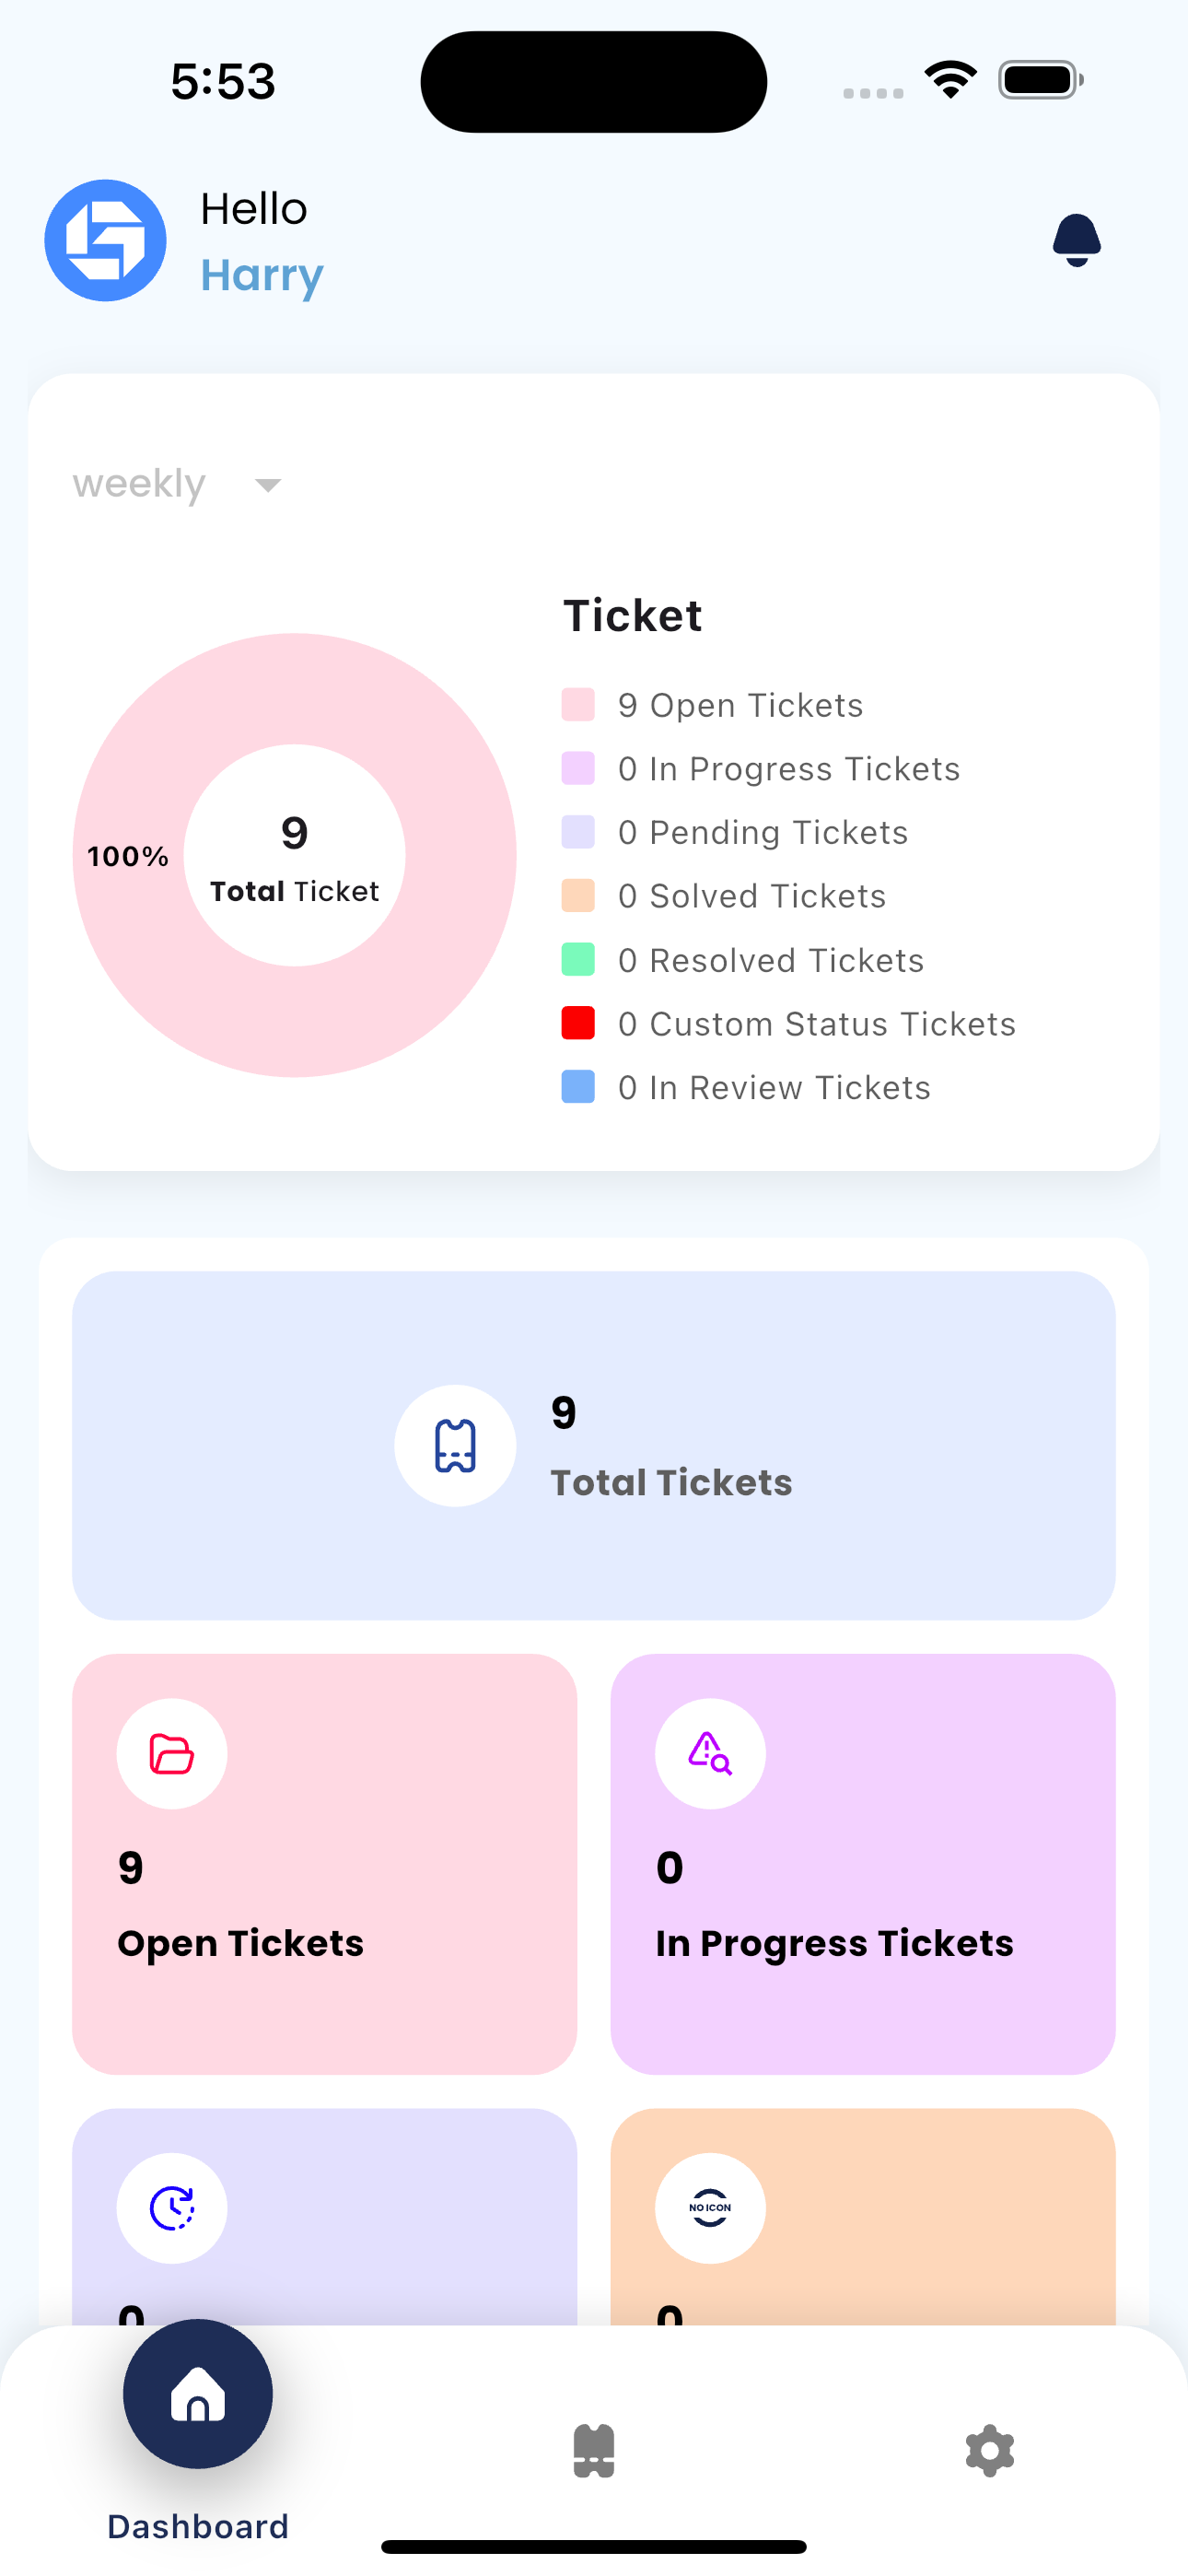 5:53
Hello
Harry
weekly
Ticket
9 Open Tickets
0 In Progress Tickets
0 Pending Tickets
0 Solved Tickets
0 Resolved Tickets
0 Custom Status Tickets
0 In Review Tickets
100%
9
Total Ticket
9
Total Tickets
9
Open Tickets
0
In Progress Tickets
NO ICON
0
0
Dashboard